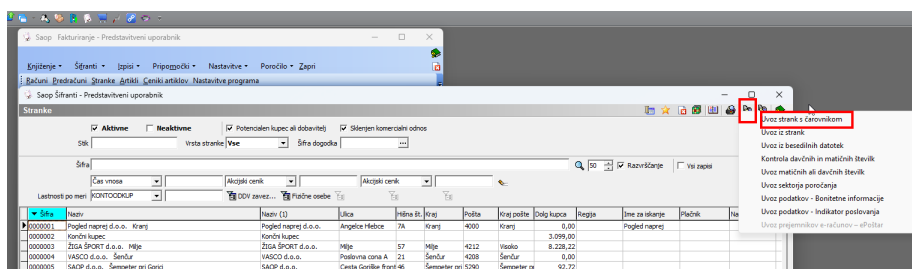 Saop Fakturiranje - Predstavitveni uporabnik
Knjiženje Šifranti Izpisi Pripomočki Nastavitve Poročilo Zapri
Računi Predračuni Stranke Artikli Ceniki artiklov Nastavitve programa
Saop Šifranti - Predstavitveni uporabnik
Stranke
Aktivne Neaktivne Potencialen kupec ali dobavitelj Sklenjen komercialni odnos
Stik Vrsta stranke Vse Šifra dogodka ...
Šifra 50 Razvrščanje Vsi zapisi
Čas vnosa Akcijski cenik Akcijski cenik
Lastnosti po meri KONTOODKUP DDV zavez... Fizične osebe
Šifra Naziv Naziv (1) Ulica Hišna št. Kraj Pošta Kraj pošte Dolg kupca Regija Ime za iskanje Plačnik Na
0000001 Pogled naprej d.o.o. Kranj Pogled naprej d.o.o. Angelce Hlebce 7A Kranj 4000 Kranj 0,00 Pogled naprej
0000002 Končni kupec Končni kupec 3.099,00
0000003 ŽIGA ŠPORT d.o.o. Milje ŽIGA ŠPORT d.o.o. Milje 57 Milje 4212 Visoko 8.228,22
0000004 VASCO d.o.o. Šenčur VASCO d.o.o. Poslovna cona A 21 Šenčur 4208 Šenčur 0,00
0000005 SAOP d.o.o. Šempeter pri Gorici SAOP d.o.o. Cesta Goriške front 46 Šempeter pri 5290 Šempeter pr 92,72
Uvoz strank s čarovnikom
Uvoz iz strank
Uvoz iz besedilnih datotek
Kontrola davčnih in matičnih številk
Uvoz matičnih ali davčnih številk
Uvoz sektorja poročanja
Uvoz podatkov - Bonitetne informacije
Uvoz podatkov - Indikator poslovanja
Uvoz prejemnikov e-računov - ePoštar